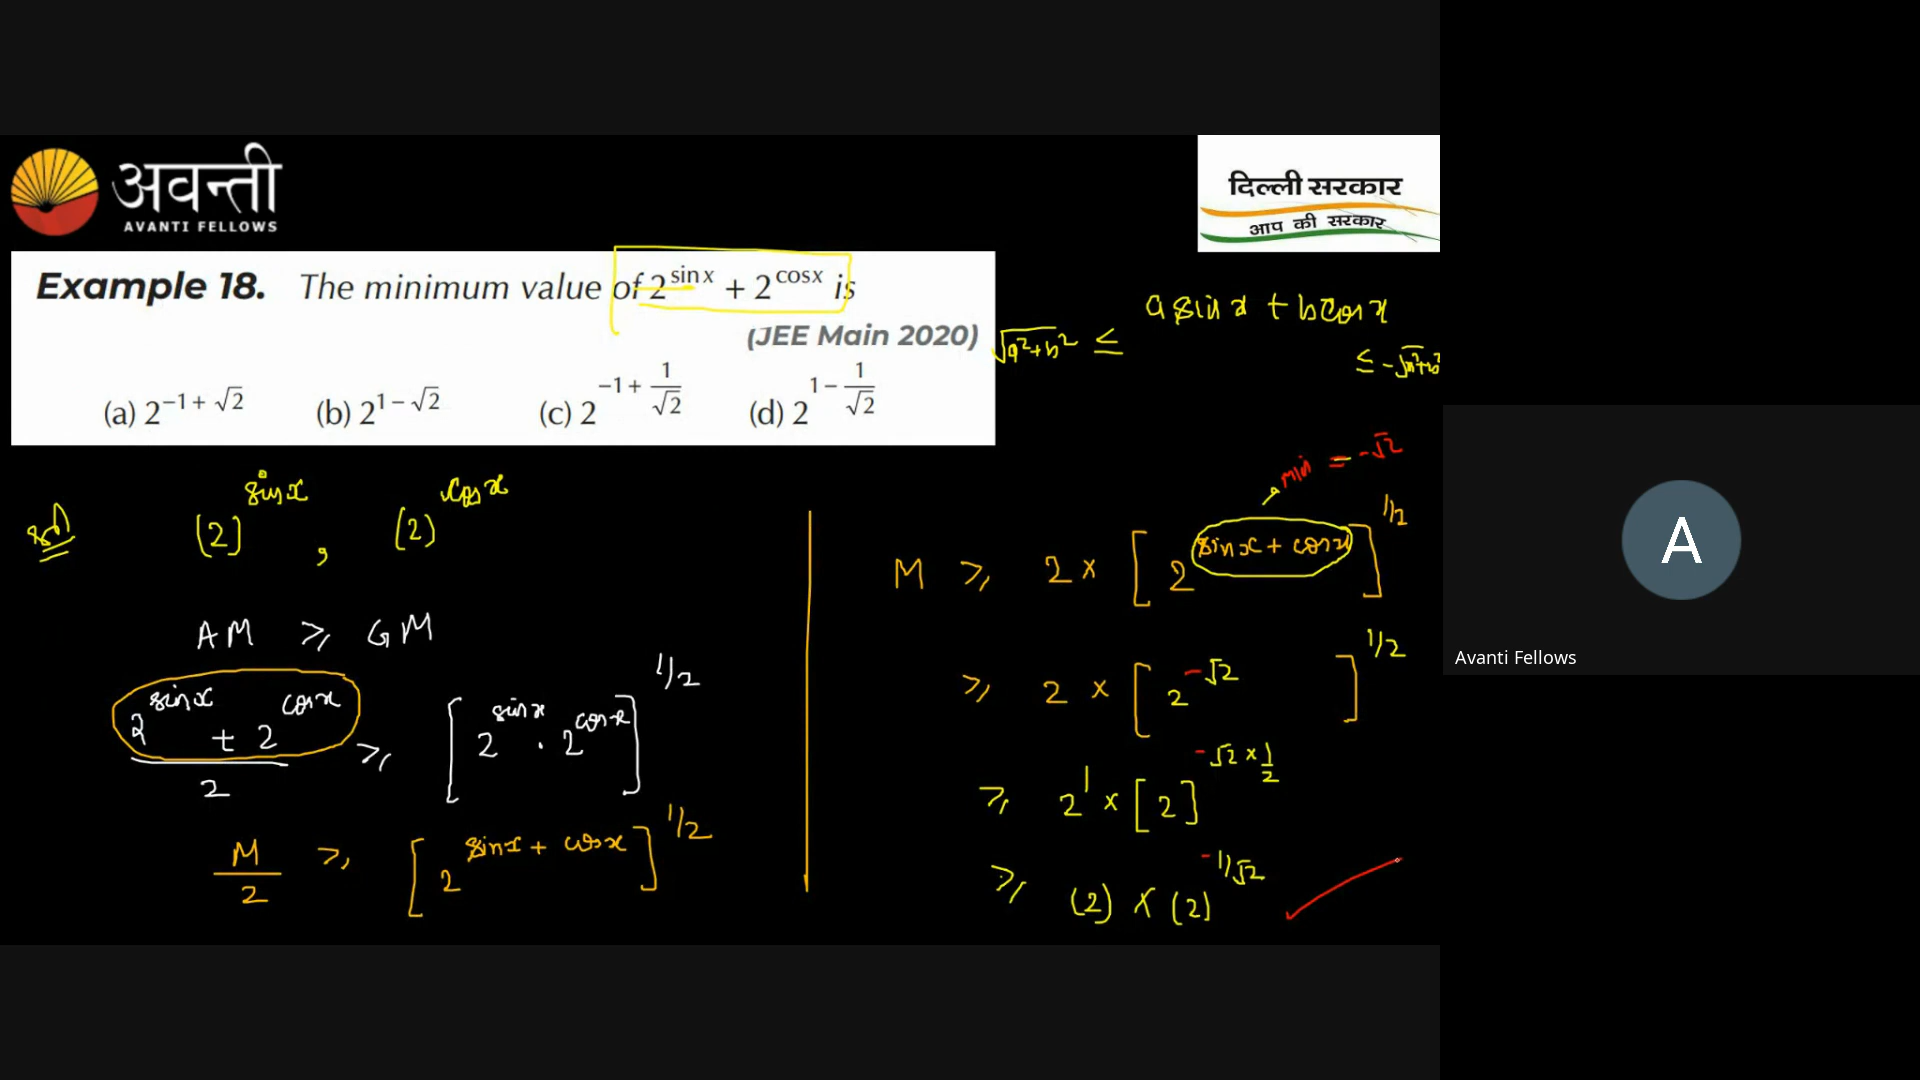 अवन्ती
AVANTI FELLOWS
दिल्ली सरकार
आप की सरकार
Example 18. The minimum value of 2^{sin x} + 2^{cos x} is
(JEE Main 2020)
(a) 2^{-1+√2} (b) 2^{1-√2} (c) 2^{-1+1/√2} (d) 2^{1-1/√2}
a sin x + b cos x
√(a²+b²) ≤
≤ -√(a²+b²)
Sol (2)^{sin x} , (2)^{cos x}
AM ⩾ GM
(2^{sin x} + 2^{cos x})/2 ⩾ [2^{sin x} · 2^{cos x}]^{1/2}
M/2 ⩾ [2^{sin x + cos x}]^{1/2}
min = -√2
M ⩾ 2 × [2^{sin x + cos x}]^{1/2}
⩾ 2 × [2^{-√2}]^{1/2}
⩾ 2^1 × [2]^{-√2 × 1/2}
⩾ (2) × (2)^{-1/√2}
A
Avanti Fellows